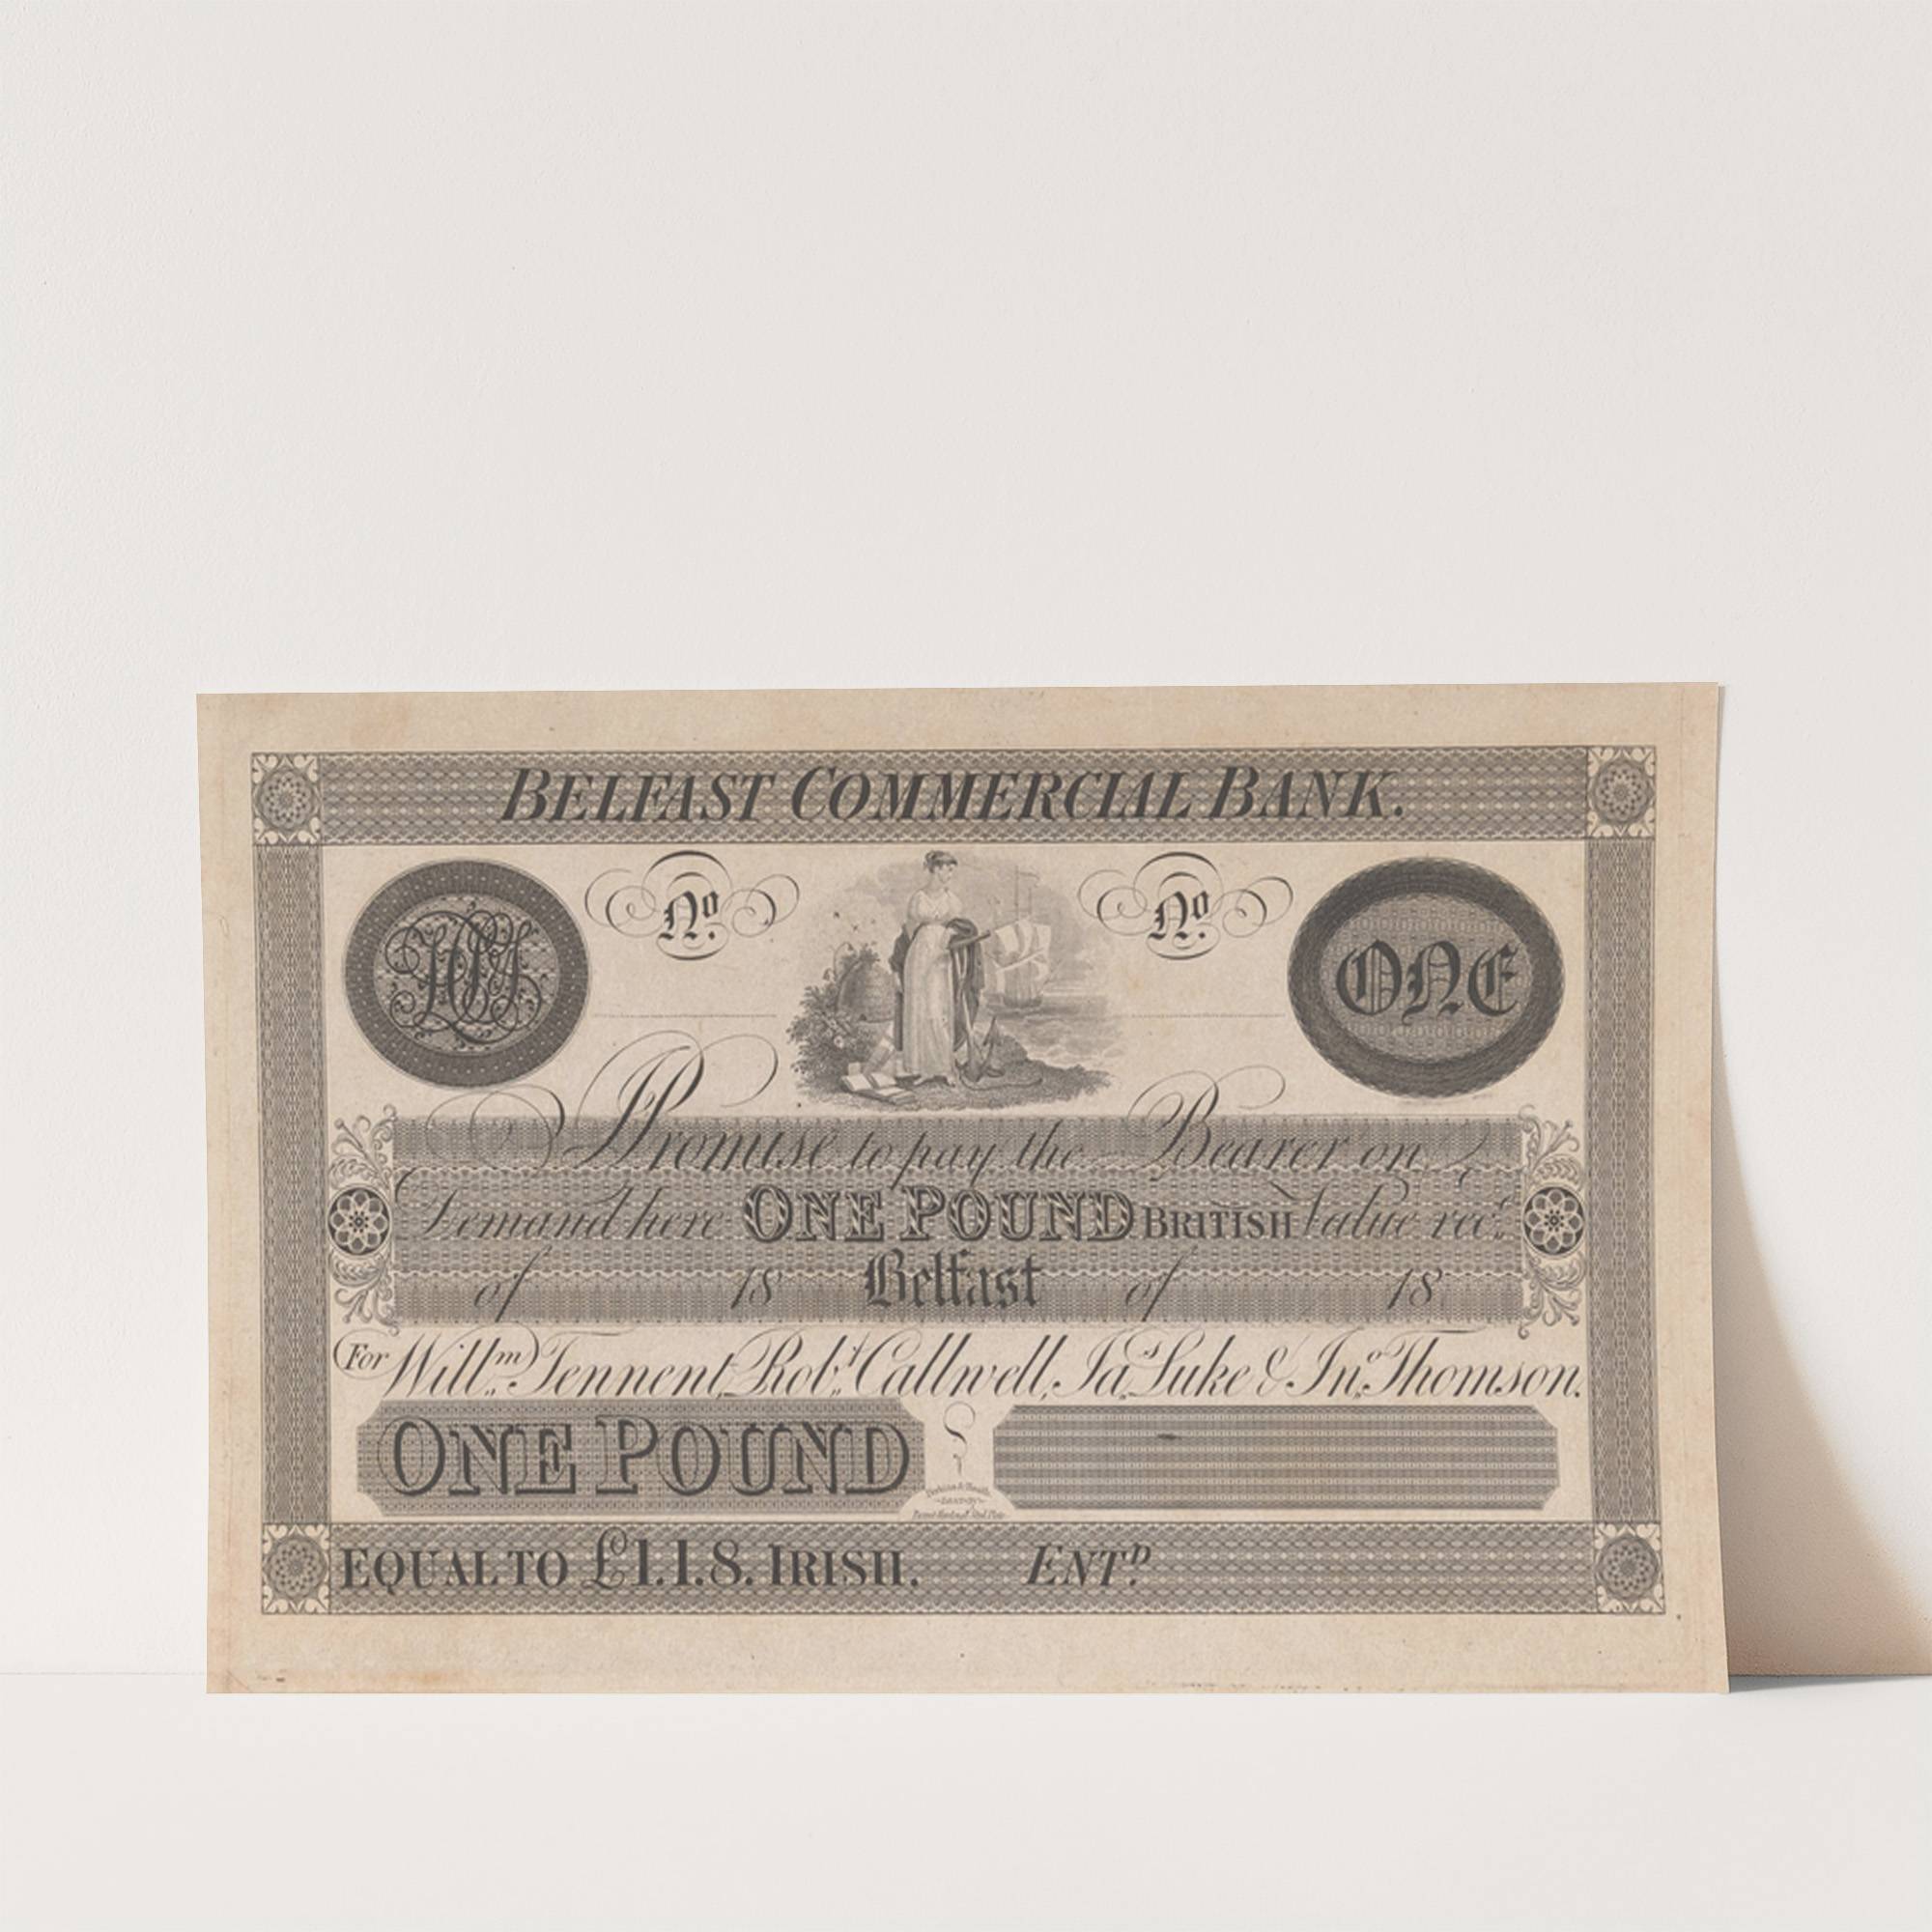 BELFAST COMMERCIAL BANK.
No. No.
ONE
I Promise to pay the Bearer on
Demand here ONE POUND BRITISH Value recd.
of 18 Belfast of 18
For Willm. Tennent, Robt. Callwell, Jas. Luke & Jno. Thomson.
ONE POUND
EQUAL TO £1.1.8. IRISH. ENTD.